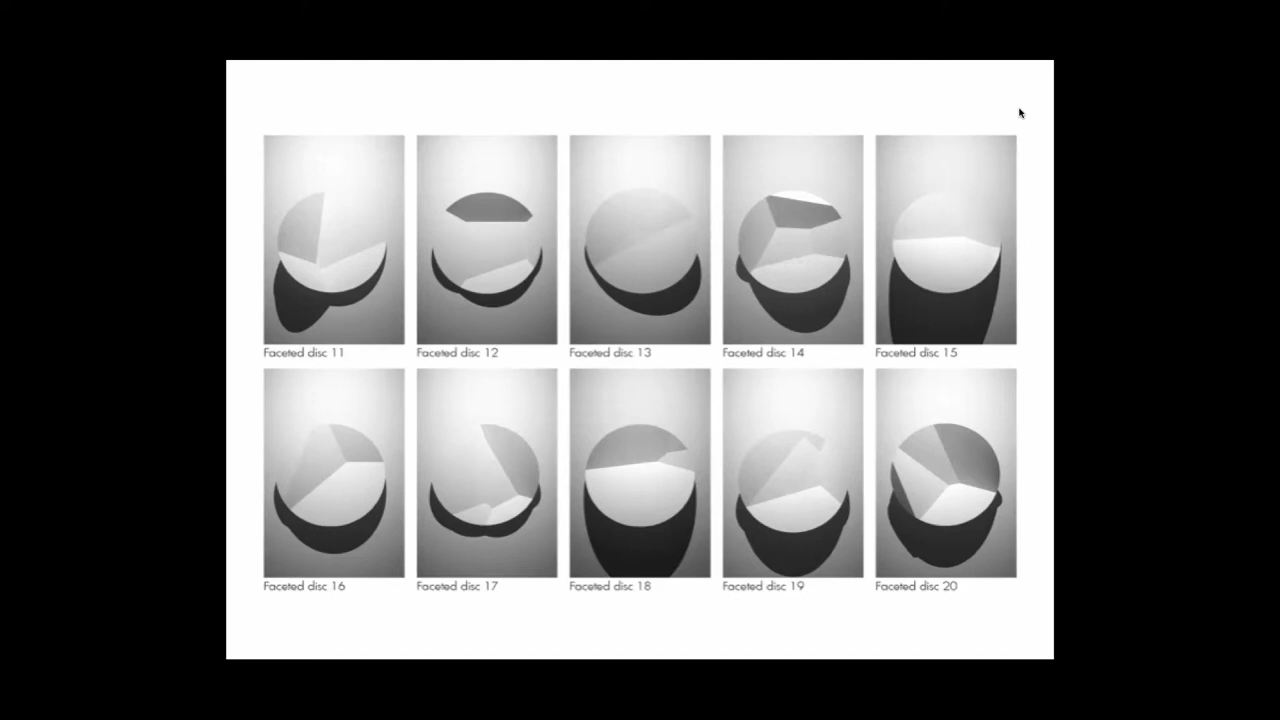 Faceted disc 11
Faceted disc 12
Faceted disc 13
Faceted disc 14
Faceted disc 15
Faceted disc 16
Faceted disc 17
Faceted disc 18
Faceted disc 19
Faceted disc 20